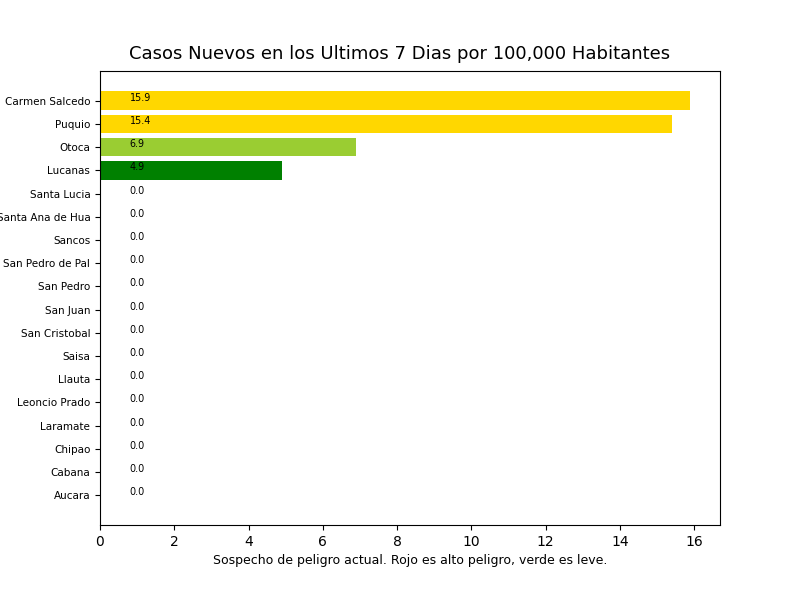 Casos Nuevos en los Ultimos 7 Dias por 100,000 Habitantes
Carmen Salcedo 15.9
Puquio 15.4
Otoca 6.9
Lucanas 4.9
Santa Lucia 0.0
Santa Ana de Hua 0.0
Sancos 0.0
San Pedro de Pal 0.0
San Pedro 0.0
San Juan 0.0
San Cristobal 0.0
Saisa 0.0
Llauta 0.0
Leoncio Prado 0.0
Laramate 0.0
Chipao 0.0
Cabana 0.0
Aucara 0.0
0 2 4 6 8 10 12 14 16
Sospecho de peligro actual. Rojo es alto peligro, verde es leve.